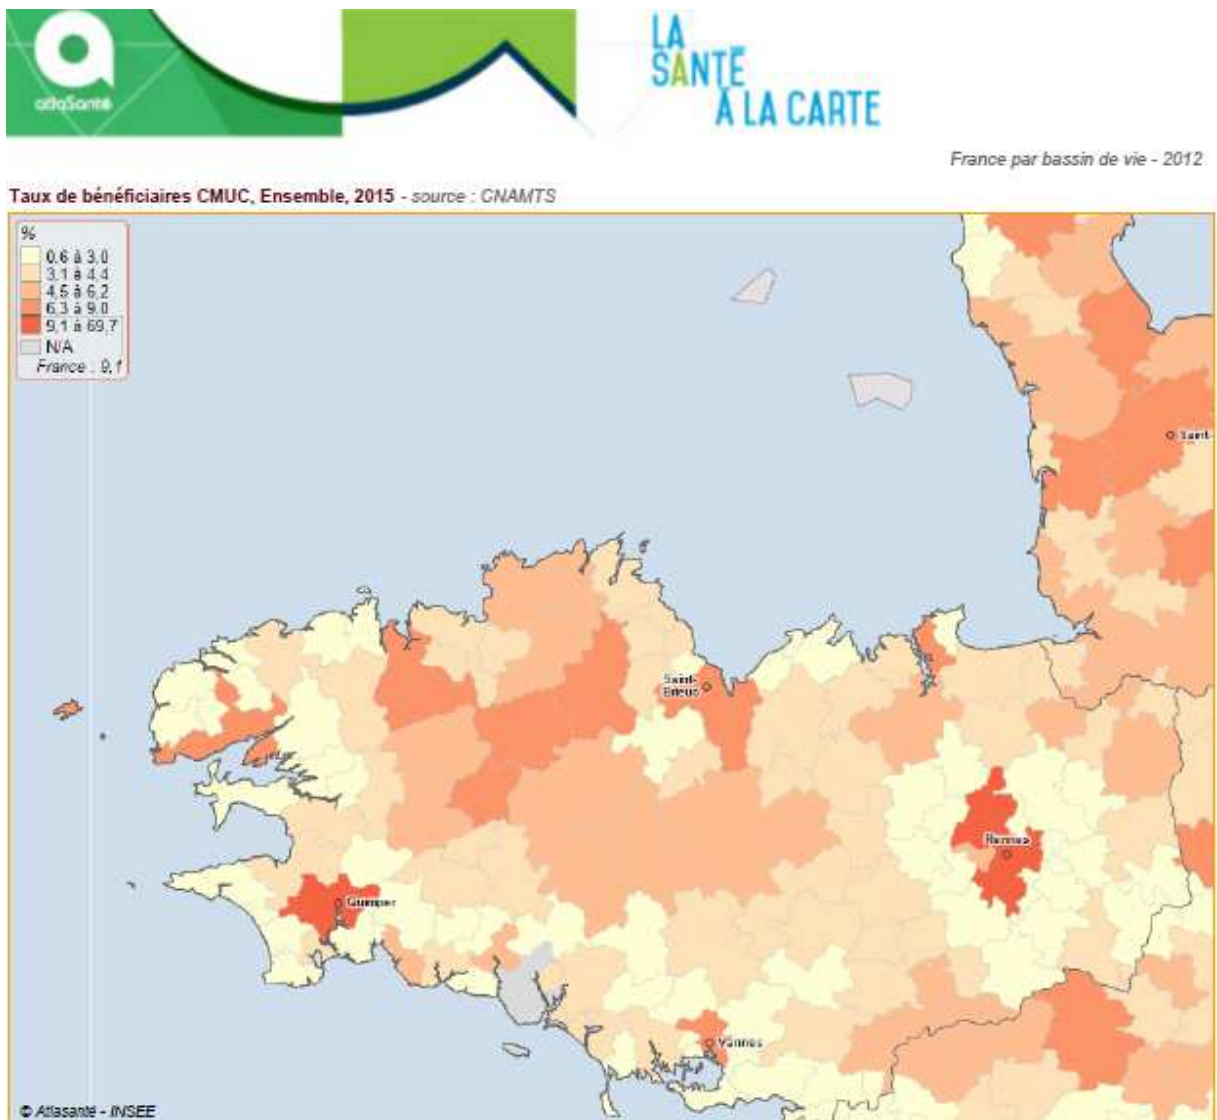 atlaSanté
LA
SANTÉ
À LA CARTE
France par bassin de vie - 2012
Taux de bénéficiaires CMUC, Ensemble, 2015 - source : CNAMTS
%
0,6 à 3,0
3,1 à 4,4
4,5 à 6,2
6,3 à 9,0
9,1 à 69,7
N/A
France : 9,1
Saint-
Saint-
Brieuc
Rennes
Quimper
Vannes
© Atlasanté - INSEE